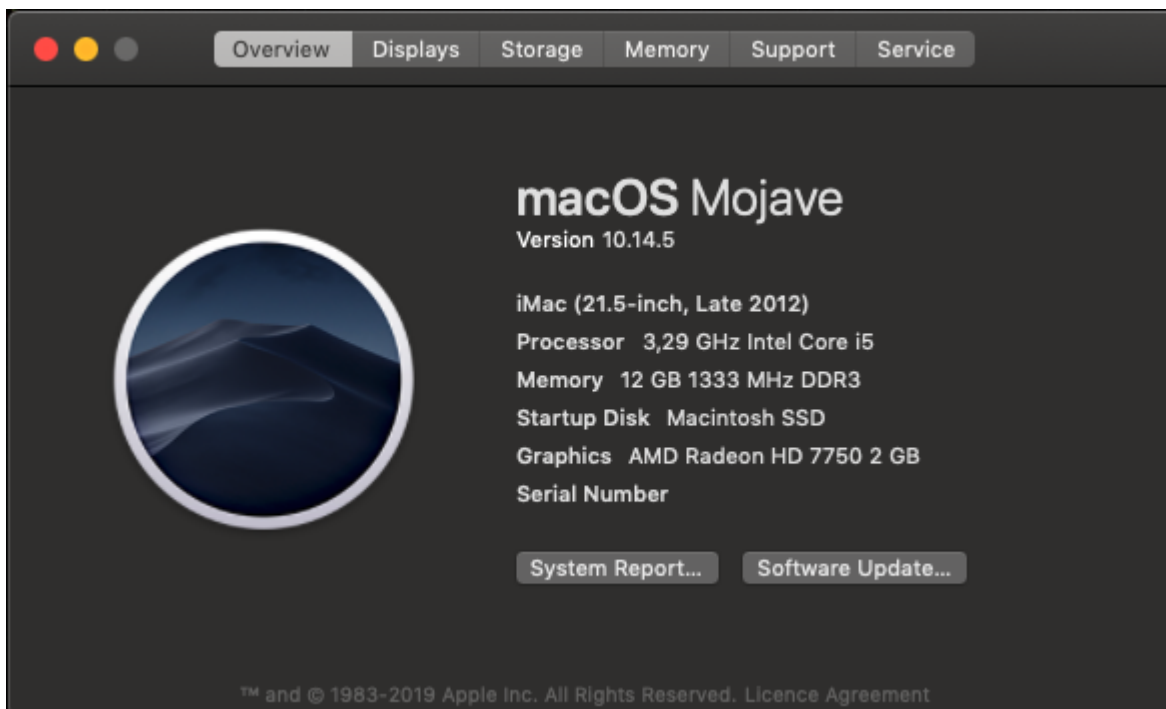 Overview Displays Storage Memory Support Service
macOS Mojave
Version 10.14.5
iMac (21.5-inch, Late 2012)
Processor 3,29 GHz Intel Core i5
Memory 12 GB 1333 MHz DDR3
Startup Disk Macintosh SSD
Graphics AMD Radeon HD 7750 2 GB
Serial Number
System Report... Software Update...
™ and © 1983-2019 Apple Inc. All Rights Reserved. Licence Agreement